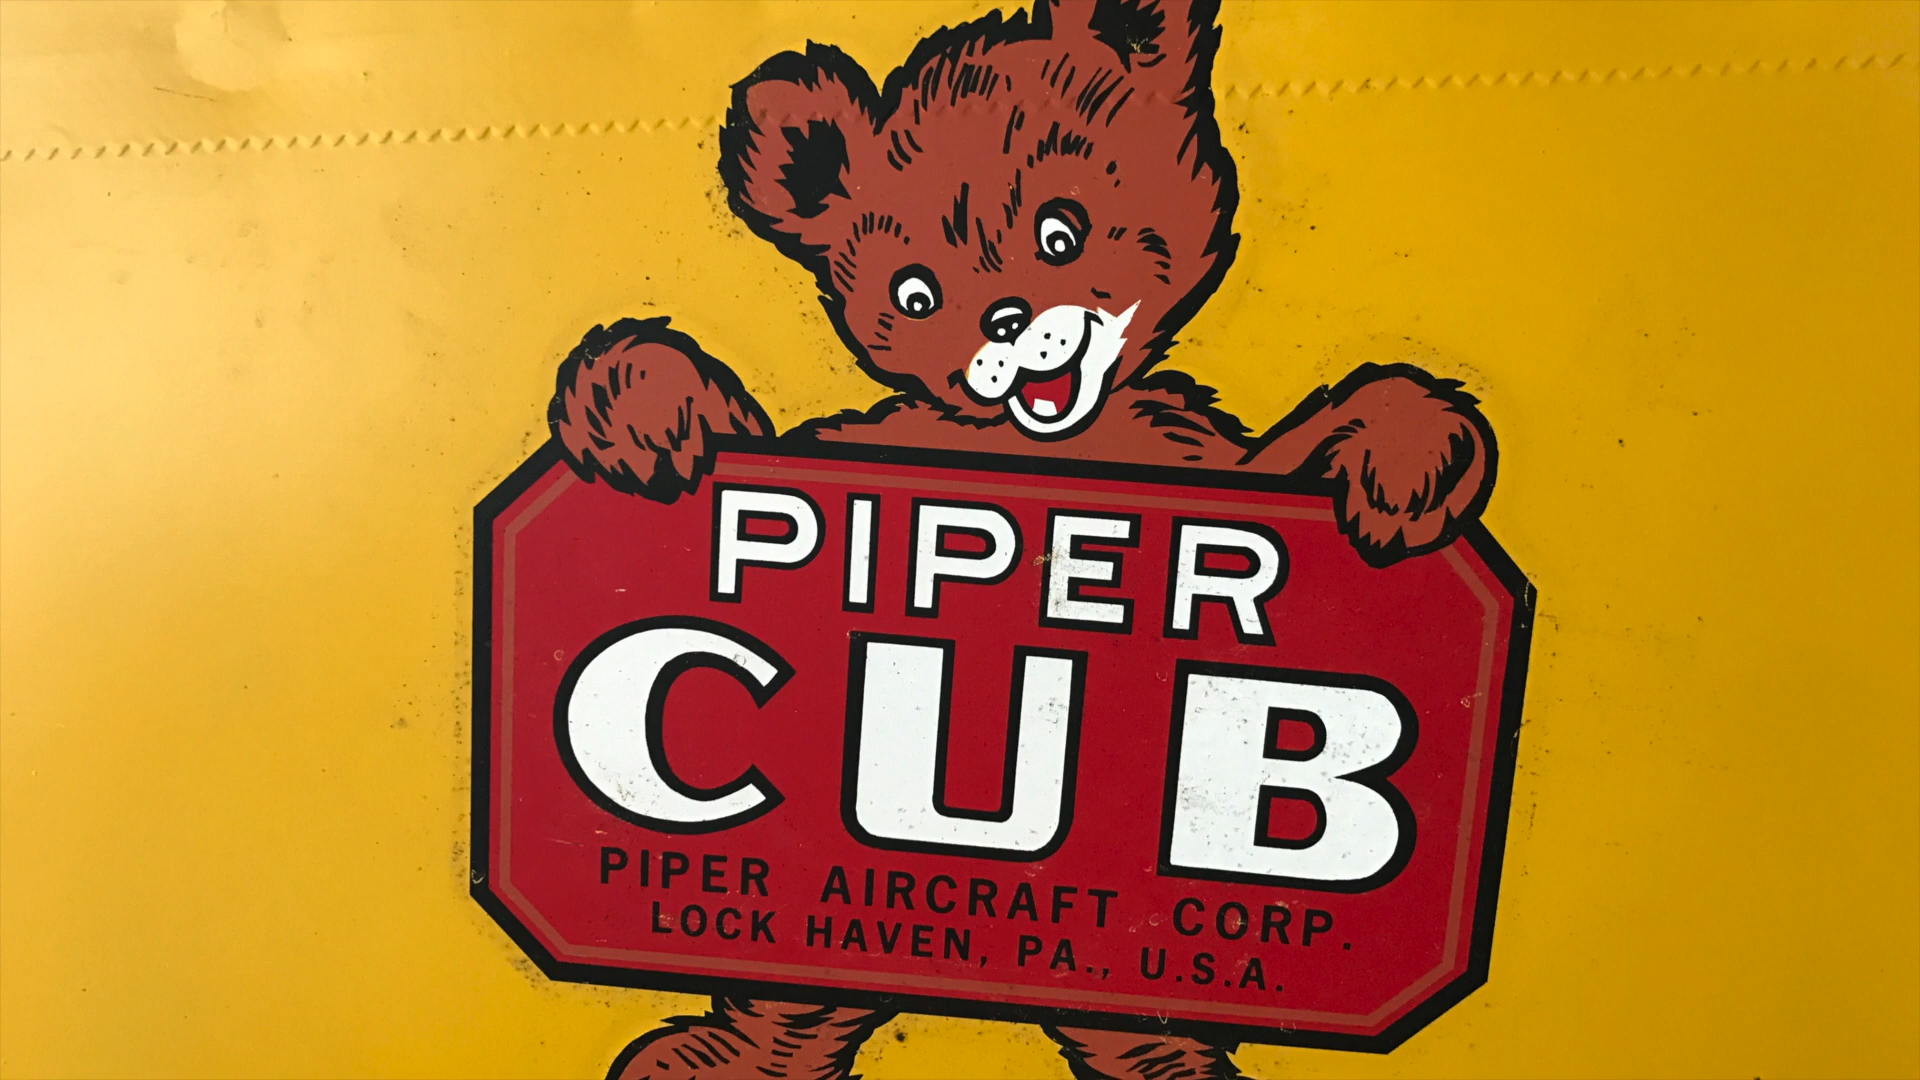 PIPER
CUB
PIPER AIRCRAFT CORP.
LOCK HAVEN, PA., U.S.A.